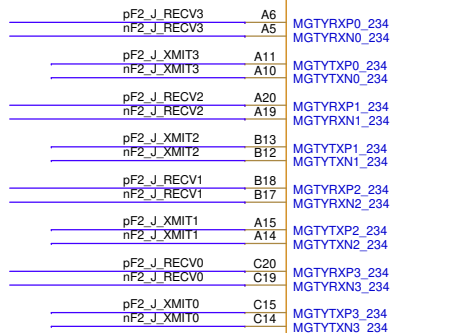 pF2_J_RECV3 A6 MGTYRXP0_234
nF2_J_RECV3 A5 MGTYRXN0_234
pF2_J_XMIT3 A11 MGTYTXP0_234
nF2_J_XMIT3 A10 MGTYTXN0_234
pF2_J_RECV2 A20 MGTYRXP1_234
nF2_J_RECV2 A19 MGTYRXN1_234
pF2_J_XMIT2 B13 MGTYTXP1_234
nF2_J_XMIT2 B12 MGTYTXN1_234
pF2_J_RECV1 B18 MGTYRXP2_234
nF2_J_RECV1 B17 MGTYRXN2_234
pF2_J_XMIT1 A15 MGTYTXP2_234
nF2_J_XMIT1 A14 MGTYTXN2_234
pF2_J_RECV0 C20 MGTYRXP3_234
nF2_J_RECV0 C19 MGTYRXN3_234
pF2_J_XMIT0 C15 MGTYTXP3_234
nF2_J_XMIT0 C14 MGTYTXN3_234